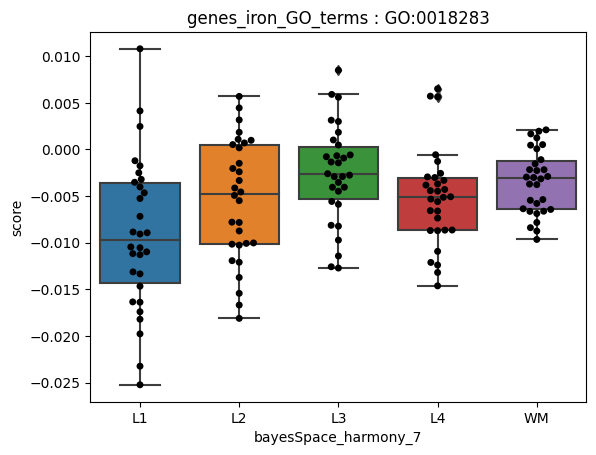 genes_iron_GO_terms : GO:0018283
0.010
0.005
0.000
−0.005
−0.010
−0.015
−0.020
−0.025
score
L1 L2 L3 L4 WM
bayesSpace_harmony_7